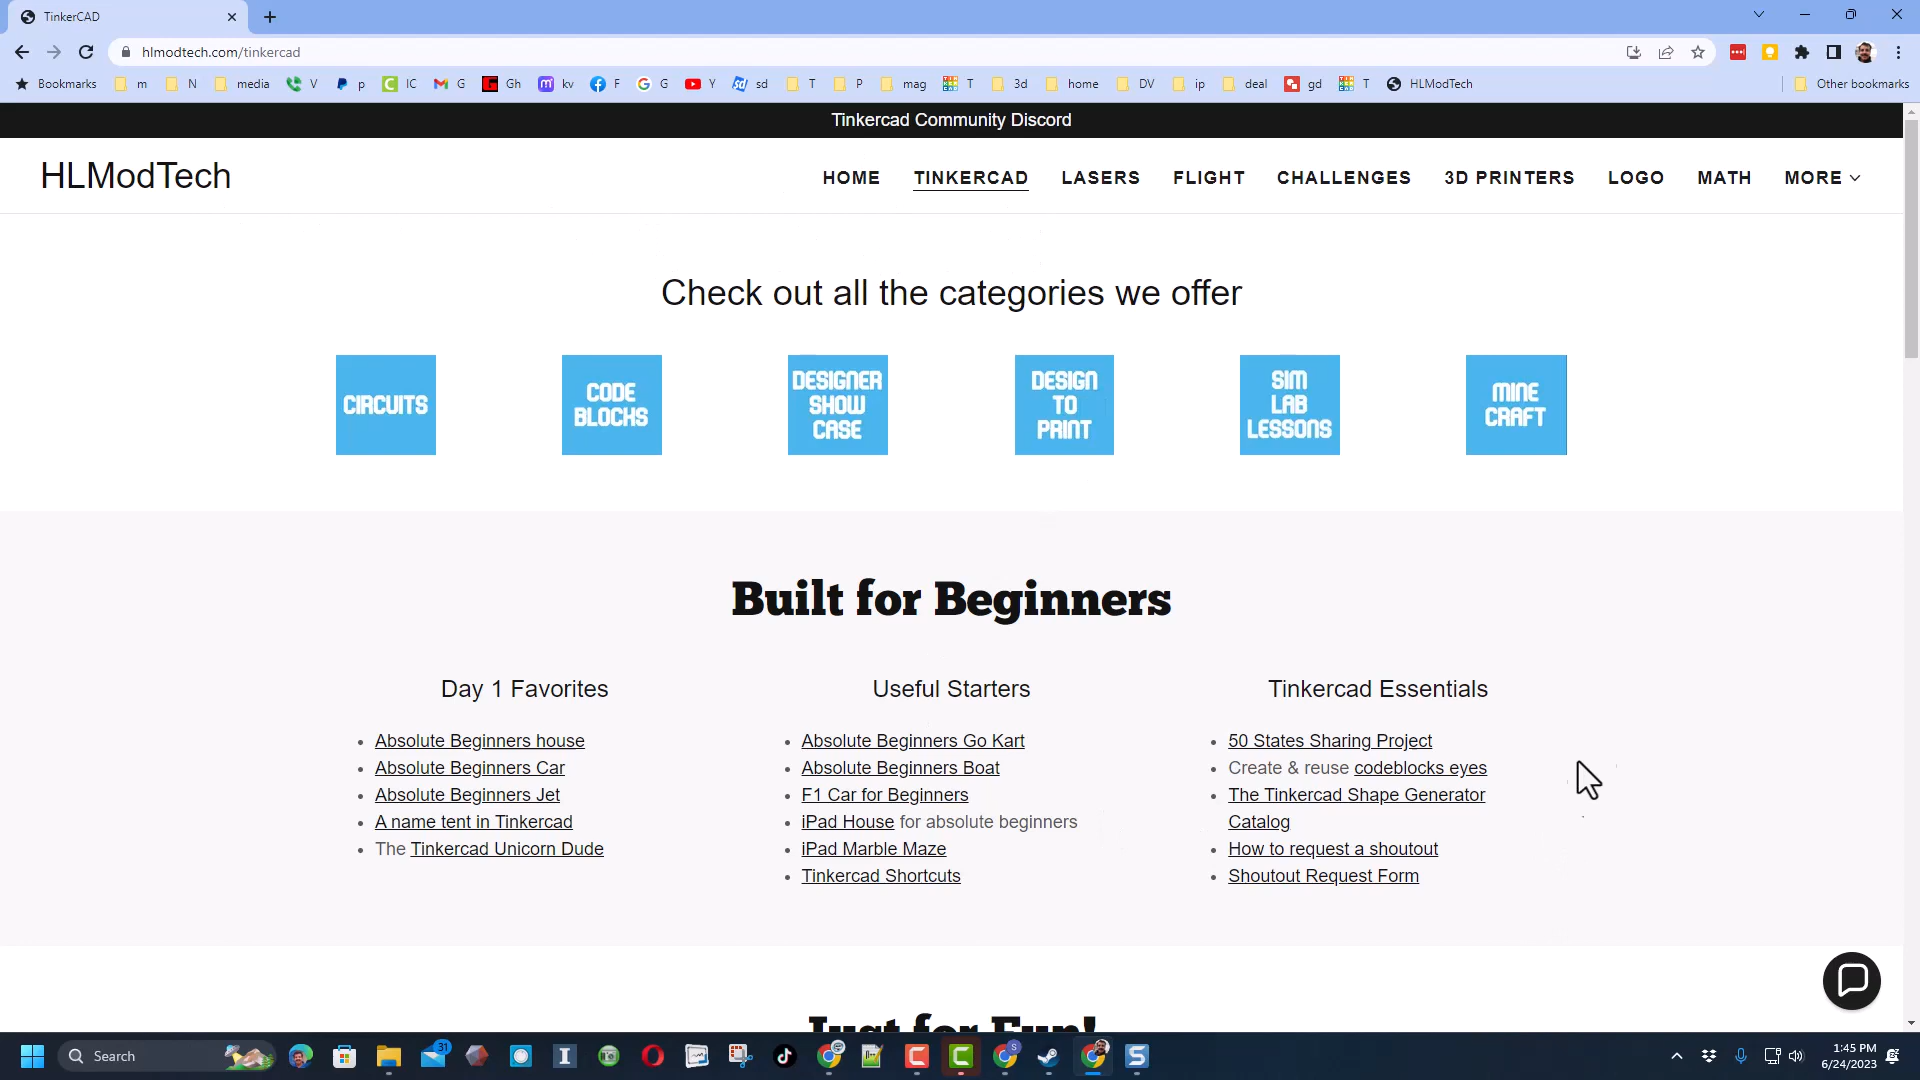 TinkerCAD
hlmodtech.com/tinkercad
Bookmarks m N media V p IC G Gh kv F G Y sd T P mag T 3d home DV ip deal gd T HLModTech Other bookmarks
Tinkercad Community Discord
HLModTech HOME TINKERCAD LASERS FLIGHT CHALLENGES 3D PRINTERS LOGO MATH MORE
Check out all the categories we offer
CIRCUITS
CODE
BLOCKS
DESIGNER
SHOW
CASE
DESIGN
TO
PRINT
SIM
LAB
LESSONS
MINE
CRAFT
Built for Beginners
Day 1 Favorites
Absolute Beginners house
Absolute Beginners Car
Absolute Beginners Jet
A name tent in Tinkercad
The Tinkercad Unicorn Dude
Useful Starters
Absolute Beginners Go Kart
Absolute Beginners Boat
F1 Car for Beginners
iPad House for absolute beginners
iPad Marble Maze
Tinkercad Shortcuts
Tinkercad Essentials
50 States Sharing Project
Create & reuse codeblocks eyes
The Tinkercad Shape Generator
Catalog
How to request a shoutout
Shoutout Request Form
Just for Fun!
Search
31
1:45 PM
6/24/2023